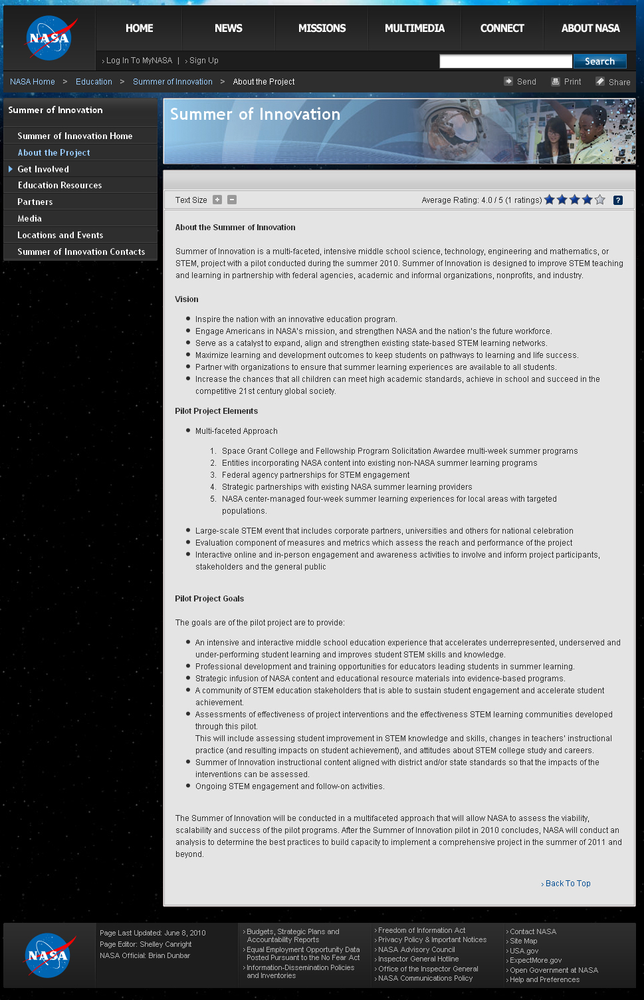 NASA
HOME
NEWS
MISSIONS
MULTIMEDIA
CONNECT
ABOUT NASA
› Log In To MyNASA | › Sign Up
Search
NASA Home > Education > Summer of Innovation > About the Project
Send Print Share
Summer of Innovation
Summer of Innovation Home
About the Project
Get Involved
Education Resources
Partners
Media
Locations and Events
Summer of Innovation Contacts
Summer of Innovation
Text Size + −
Average Rating: 4.0 / 5 (1 ratings) ?
About the Summer of Innovation
Summer of Innovation is a multi-faceted, intensive middle school science, technology, engineering and mathematics, or
STEM, project with a pilot conducted during the summer 2010. Summer of Innovation is designed to improve STEM teaching
and learning in partnership with federal agencies, academic and informal organizations, nonprofits, and industry.
Vision
• Inspire the nation with an innovative education program.
• Engage Americans in NASA's mission, and strengthen NASA and the nation's the future workforce.
• Serve as a catalyst to expand, align and strengthen existing state-based STEM learning networks.
• Maximize learning and development outcomes to keep students on pathways to learning and life success.
• Partner with organizations to ensure that summer learning experiences are available to all students.
• Increase the chances that all children can meet high academic standards, achieve in school and succeed in the
competitive 21st century global society.
Pilot Project Elements
• Multi-faceted Approach
1. Space Grant College and Fellowship Program Solicitation Awardee multi-week summer programs
2. Entities incorporating NASA content into existing non-NASA summer learning programs
3. Federal agency partnerships for STEM engagement
4. Strategic partnerships with existing NASA summer learning providers
5. NASA center-managed four-week summer learning experiences for local areas with targeted
populations.
• Large-scale STEM event that includes corporate partners, universities and others for national celebration
• Evaluation component of measures and metrics which assess the reach and performance of the project
• Interactive online and in-person engagement and awareness activities to involve and inform project participants,
stakeholders and the general public
Pilot Project Goals
The goals are of the pilot project are to provide:
• An intensive and interactive middle school education experience that accelerates underrepresented, underserved and
under-performing student learning and improves student STEM skills and knowledge.
• Professional development and training opportunities for educators leading students in summer learning.
• Strategic infusion of NASA content and educational resource materials into evidence-based programs.
• A community of STEM education stakeholders that is able to sustain student engagement and accelerate student
achievement.
• Assessments of effectiveness of project interventions and the effectiveness STEM learning communities developed
through this pilot.
This will include assessing student improvement in STEM knowledge and skills, changes in teachers' instructional
practice (and resulting impacts on student achievement), and attitudes about STEM college study and careers.
• Summer of Innovation instructional content aligned with district and/or state standards so that the impacts of the
interventions can be assessed.
• Ongoing STEM engagement and follow-on activities.
The Summer of Innovation will be conducted in a multifaceted approach that will allow NASA to assess the viability,
scalability and success of the pilot programs. After the Summer of Innovation pilot in 2010 concludes, NASA will conduct an
analysis to determine the best practices to build capacity to implement a comprehensive project in the summer of 2011 and
beyond.
› Back To Top
NASA
Page Last Updated: June 8, 2010
Page Editor: Shelley Canright
NASA Official: Brian Dunbar
› Budgets, Strategic Plans and
Accountability Reports
› Equal Employment Opportunity Data
Posted Pursuant to the No Fear Act
› Information-Dissemination Policies
and Inventories
› Freedom of Information Act
› Privacy Policy & Important Notices
› NASA Advisory Council
› Inspector General Hotline
› Office of the Inspector General
› NASA Communications Policy
› Contact NASA
› Site Map
› USA.gov
› ExpectMore.gov
› Open Government at NASA
› Help and Preferences